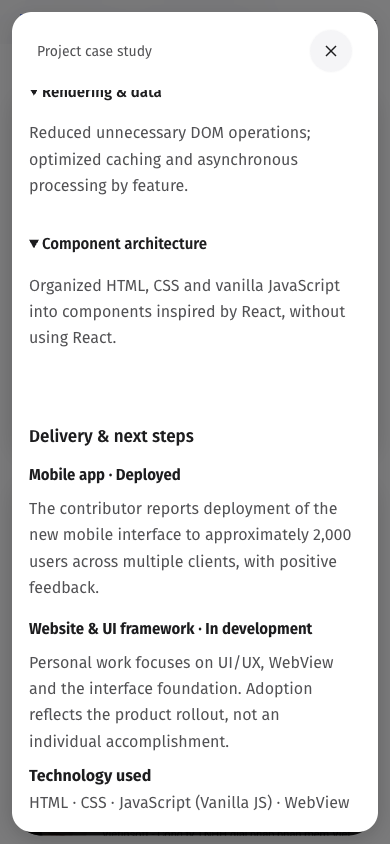 Project case study
▼ Rendering & data
Reduced unnecessary DOM operations;
optimized caching and asynchronous
processing by feature.
▼ Component architecture
Organized HTML, CSS and vanilla JavaScript
into components inspired by React, without
using React.
Delivery & next steps
Mobile app · Deployed
The contributor reports deployment of the
new mobile interface to approximately 2,000
users across multiple clients, with positive
feedback.
Website & UI framework · In development
Personal work focuses on UI/UX, WebView
and the interface foundation. Adoption
reflects the product rollout, not an
individual accomplishment.
Technology used
HTML · CSS · JavaScript (Vanilla JS) · WebView